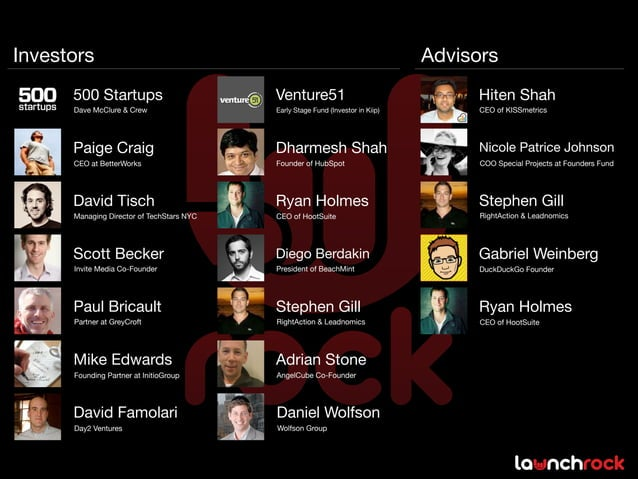 Investors
500
startups
500 Startups
Dave McClure & Crew
Paige Craig
CEO at BetterWorks
David Tisch
Managing Director of TechStars NYC
Scott Becker
Invite Media Co-Founder
Paul Bricault
Partner at GreyCroft
Mike Edwards
Founding Partner at InitioGroup
David Famolari
Day2 Ventures
venture51
Venture51
Early Stage Fund (Investor in Kiip)
Dharmesh Shah
Founder of HubSpot
Ryan Holmes
CEO of HootSuite
Diego Berdakin
President of BeachMint
Stephen Gill
RightAction & Leadnomics
Adrian Stone
AngelCube Co-Founder
Daniel Wolfson
Wolfson Group
Advisors
Hiten Shah
CEO of KISSmetrics
Nicole Patrice Johnson
COO Special Projects at Founders Fund
Stephen Gill
RightAction & Leadnomics
Gabriel Weinberg
DuckDuckGo Founder
Ryan Holmes
CEO of HootSuite
rock
launchrock